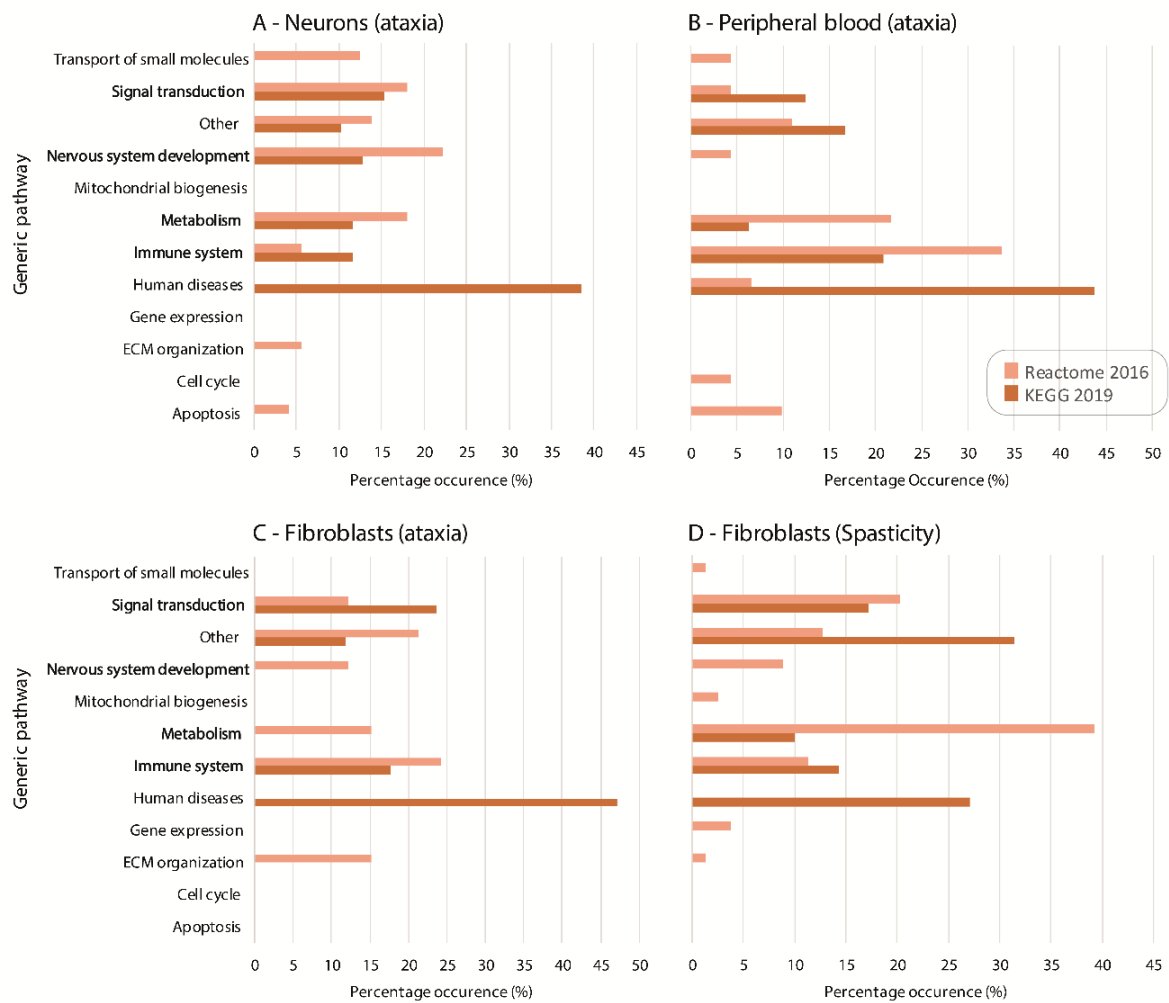 A - Neurons (ataxia)
Generic pathway
Transport of small molecules
Signal transduction
Other
Nervous system development
Mitochondrial biogenesis
Metabolism
Immune system
Human diseases
Gene expression
ECM organization
Cell cycle
Apoptosis
0 5 10 15 20 25 30 35 40 45
Percentage occurence (%)
B - Peripheral blood (ataxia)
Reactome 2016
KEGG 2019
0 5 10 15 20 25 30 35 40 45 50
Percentage Occurence (%)
C - Fibroblasts (ataxia)
Generic pathway
Transport of small molecules
Signal transduction
Other
Nervous system development
Mitochondrial biogenesis
Metabolism
Immune system
Human diseases
Gene expression
ECM organization
Cell cycle
Apoptosis
0 5 10 15 20 25 30 35 40 45 50
Percentage occurence (%)
D - Fibroblasts (Spasticity)
0 5 10 15 20 25 30 35 40 45
Percentage occurence (%)